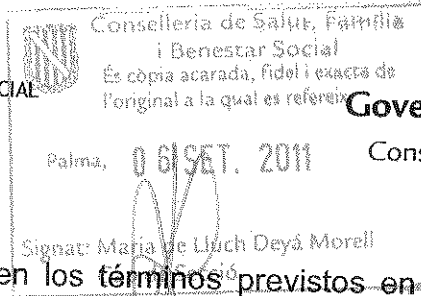 Conselleria de Salut, Família
i Benestar Social
És còpia acarada, fidel i exacta de
CIAL
l'original a la qual es refereix
Gove
Palma, 06 SET. 2011
Cons
Signat: Maria de Lluch Deyá Morell
en los términos previstos en